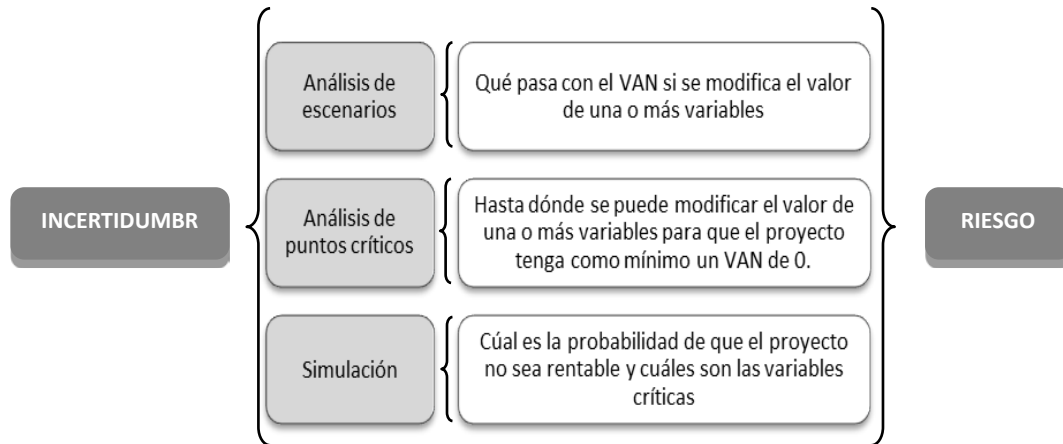 INCERTIDUMBR
Análisis de
escenarios
Qué pasa con el VAN si se modifica el valor
de una o más variables
Análisis de
puntos críticos
Hasta dónde se puede modificar el valor de
una o más variables para que el proyecto
tenga como mínimo un VAN de 0.
Simulación
Cúal es la probabilidad de que el proyecto
no sea rentable y cuáles son las variables
críticas
RIESGO